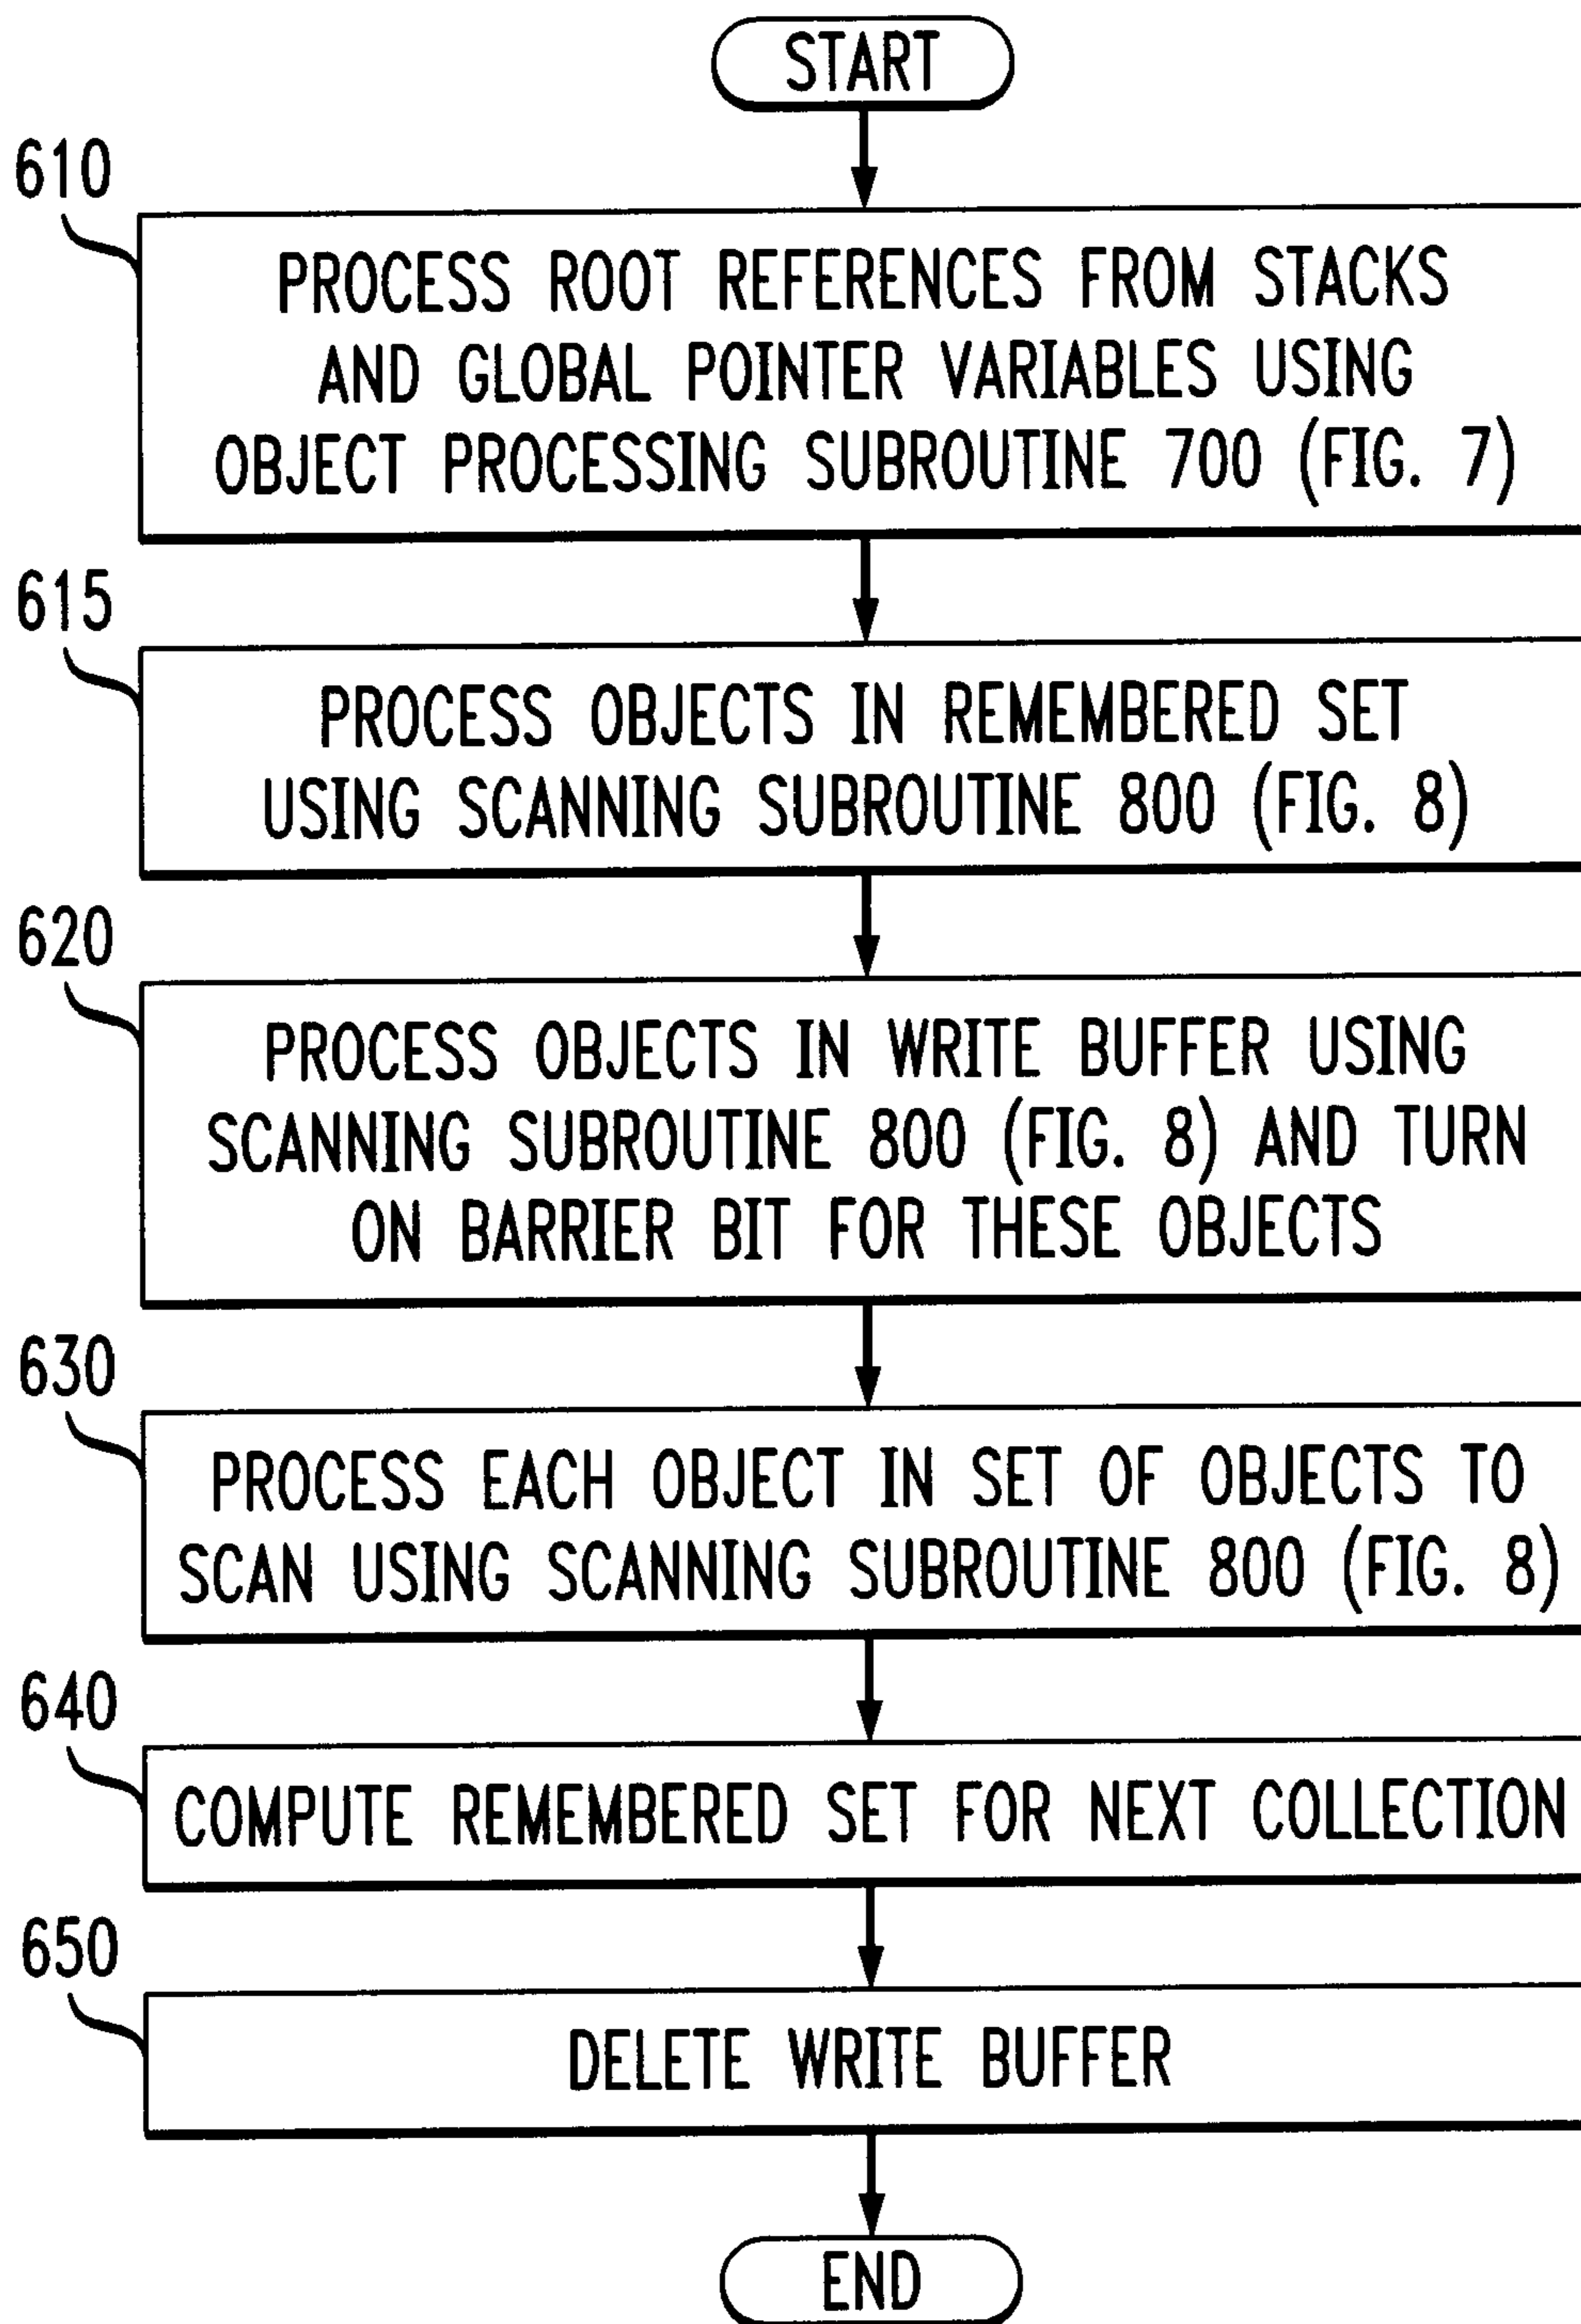 START
610
PROCESS ROOT REFERENCES FROM STACKS
AND GLOBAL POINTER VARIABLES USING
OBJECT PROCESSING SUBROUTINE 700 (FIG. 7)
615
PROCESS OBJECTS IN REMEMBERED SET
USING SCANNING SUBROUTINE 800 (FIG. 8)
620
PROCESS OBJECTS IN WRITE BUFFER USING
SCANNING SUBROUTINE 800 (FIG. 8) AND TURN
ON BARRIER BIT FOR THESE OBJECTS
630
PROCESS EACH OBJECT IN SET OF OBJECTS TO
SCAN USING SCANNING SUBROUTINE 800 (FIG. 8)
640
COMPUTE REMEMBERED SET FOR NEXT COLLECTION
650
DELETE WRITE BUFFER
END